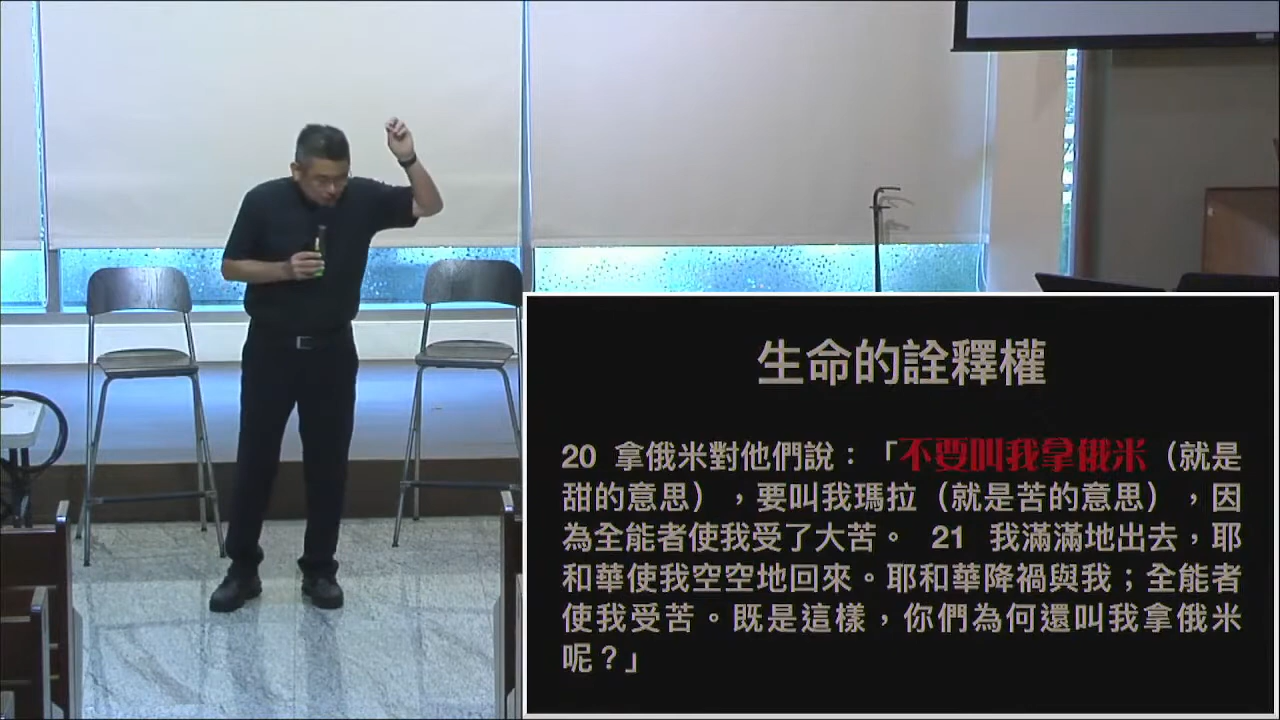 生命的詮釋權
20 拿俄米對他們說：「不要叫我拿俄米（就是
甜的意思），要叫我瑪拉（就是苦的意思），因
為全能者使我受了大苦。 21 我滿滿地出去，耶
和華使我空空地回來。耶和華降禍與我；全能者
使我受苦。既是這樣，你們為何還叫我拿俄米
呢？」